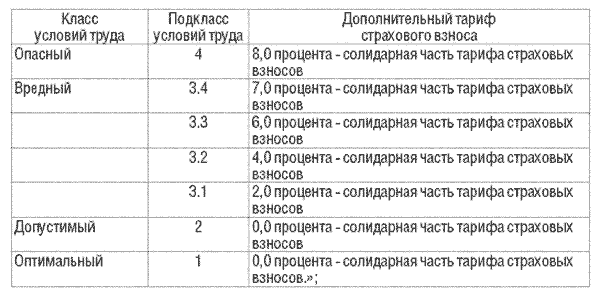 Класс условий труда	Подкласс условий труда	Дополнительный тариф страхового взноса
Опасный	4	8,0 процента - солидарная часть тарифа страховых взносов
Вредный	3.4	7,0 процента - солидарная часть тарифа страховых взносов
3.3	6,0 процента - солидарная часть тарифа страховых взносов
3.2	4,0 процента - солидарная часть тарифа страховых взносов
3.1	2,0 процента - солидарная часть тарифа страховых взносов
Допустимый	2	0,0 процента - солидарная часть тарифа страховых взносов
Оптимальный	1	0,0 процента - солидарная часть тарифа страховых взносов.»;